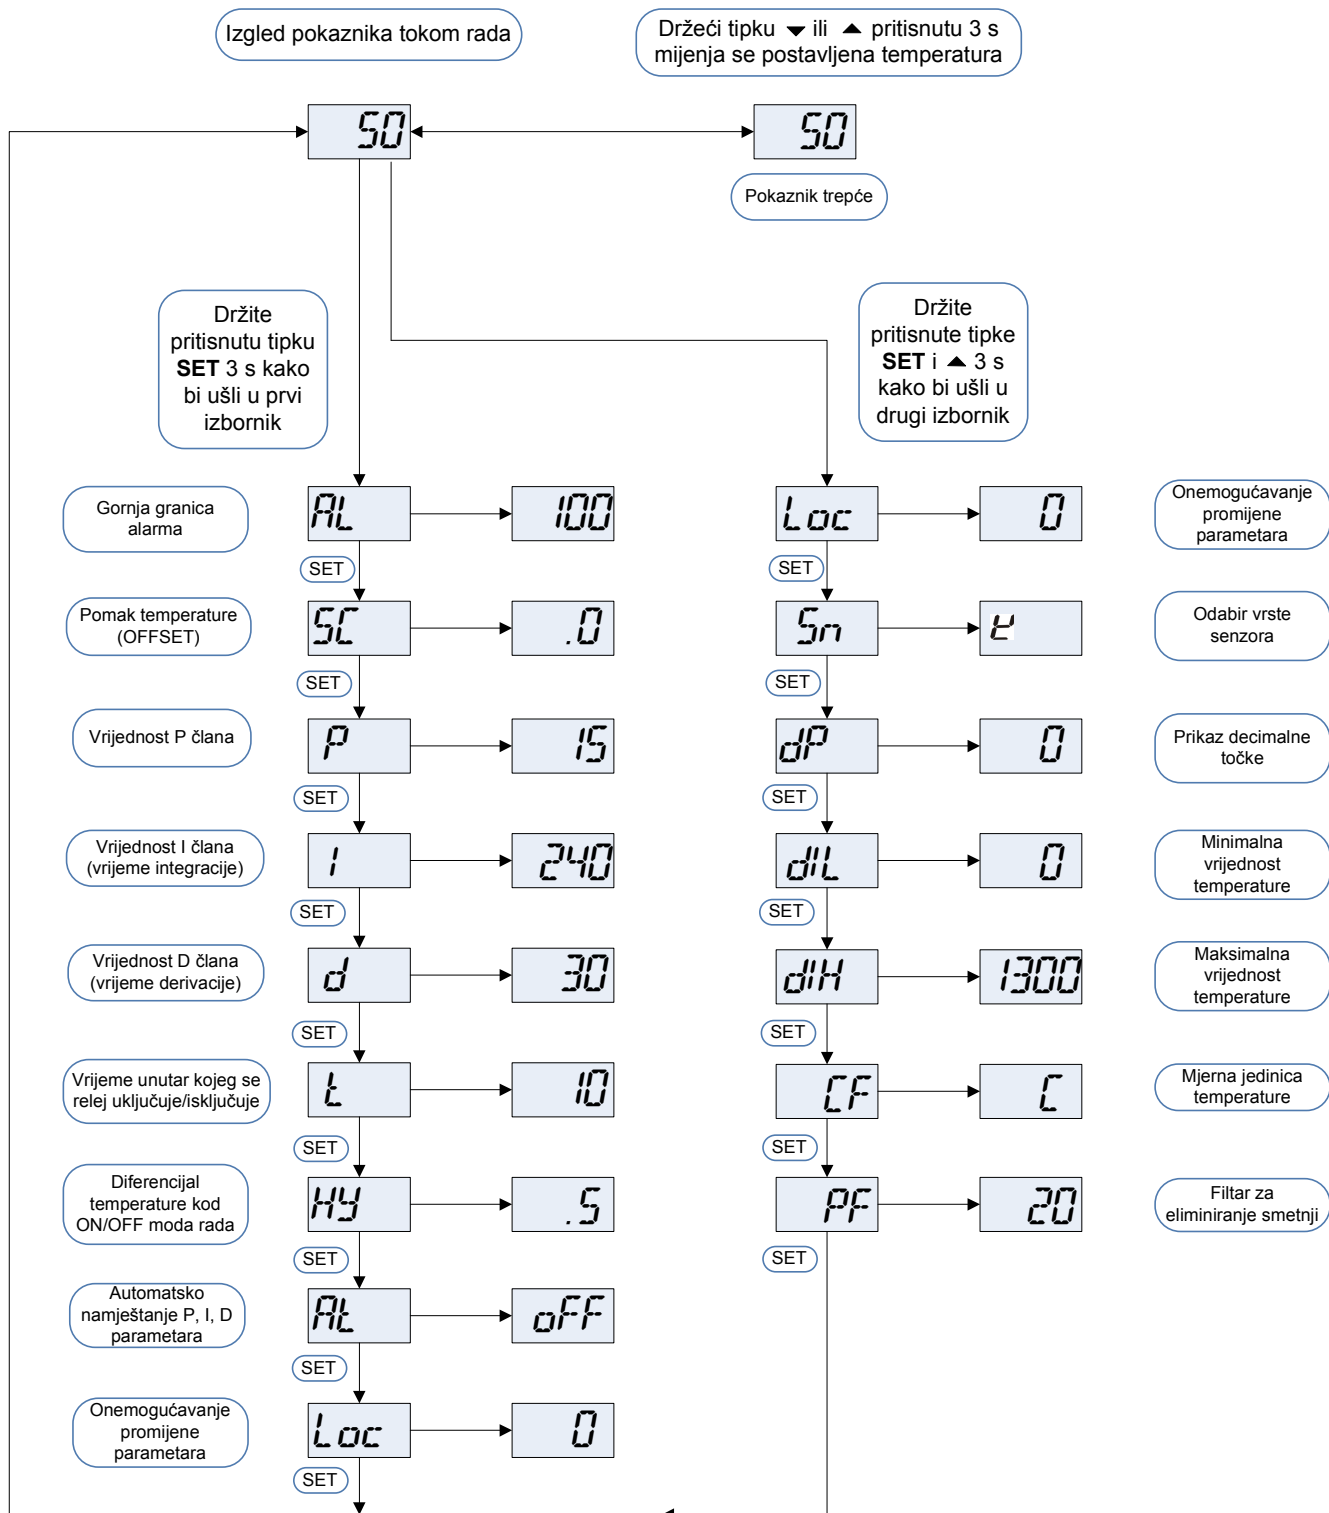 Izgled pokaznika tokom rada
Držeći tipku ▼ ili ▲ pritisnutu 3 s
mijenja se postavljena temperatura
50
50
Pokaznik trepće
Držite
pritisnutu tipku
SET 3 s kako
bi ušli u prvi
izbornik
Držite
pritisnute tipke
SET i ▲ 3 s
kako bi ušli u
drugi izbornik
Gornja granica
alarma
AL
100
SET
Pomak temperature
(OFFSET)
SC
.0
SET
Vrijednost P člana
P
15
SET
Vrijednost I člana
(vrijeme integracije)
I
240
SET
Vrijednost D člana
(vrijeme derivacije)
d
30
SET
Vrijeme unutar kojeg se
relej uključuje/isključuje
t
10
SET
Diferencijal
temperature kod
ON/OFF moda rada
HY
.5
SET
Automatsko
namještanje P, I, D
parametara
At
oFF
SET
Onemogućavanje
promijene
parametara
Loc
0
SET
Loc
0
Onemogućavanje
promijene
parametara
SET
Sn
Odabir vrste
senzora
SET
dP
0
Prikaz decimalne
točke
SET
dIL
0
Minimalna
vrijednost
temperature
SET
dIH
1300
Maksimalna
vrijednost
temperature
SET
CF
C
Mjerna jedinica
temperature
SET
PF
20
Filtar za
eliminiranje smetnji
SET